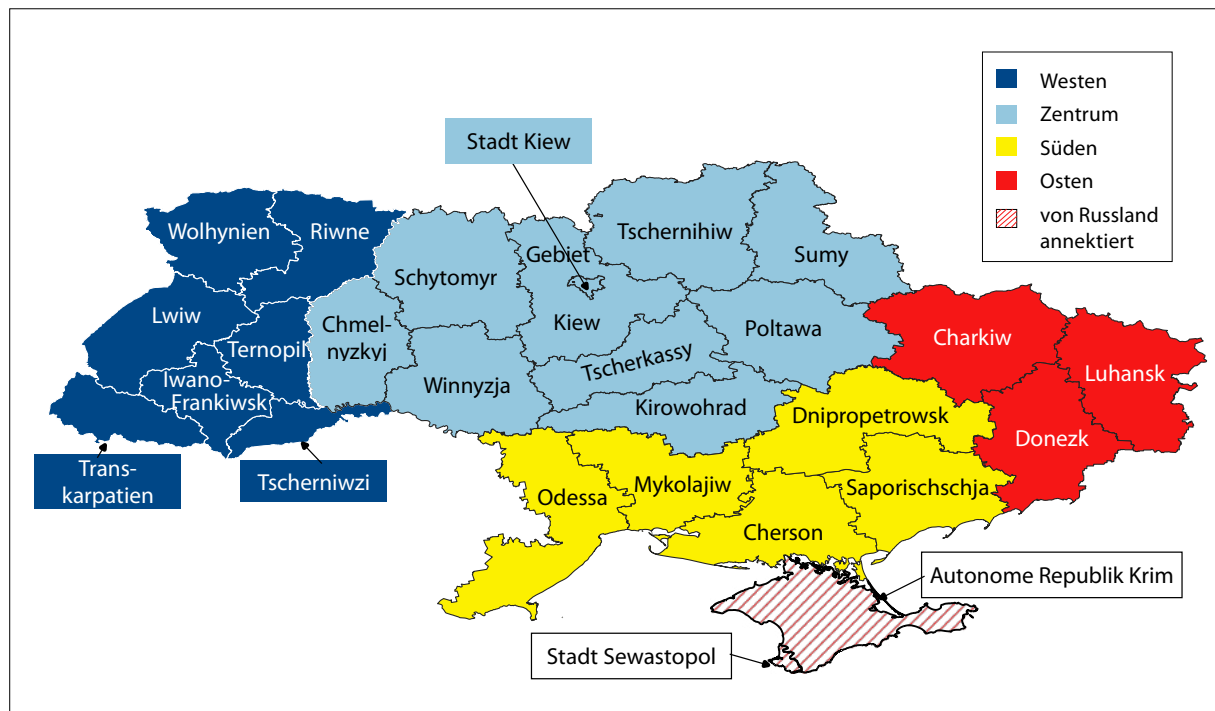 Westen
Zentrum
Süden
Osten
von Russland
annektiert
Stadt Kiew
Wolhynien
Riwne
Schytomyr
Gebiet
Kiew
Tschernihiw
Sumy
Lwiw
Ternopil
Chmel-
nyzkyj
Iwano-
Frankiwsk
Winnyzja
Tscherkassy
Poltawa
Kirowohrad
Charkiw
Luhansk
Donezk
Dnipropetrowsk
Trans-
karpatien
Tscherniwzi
Odessa
Mykolajiw
Saporischschja
Cherson
Autonome Republik Krim
Stadt Sewastopol